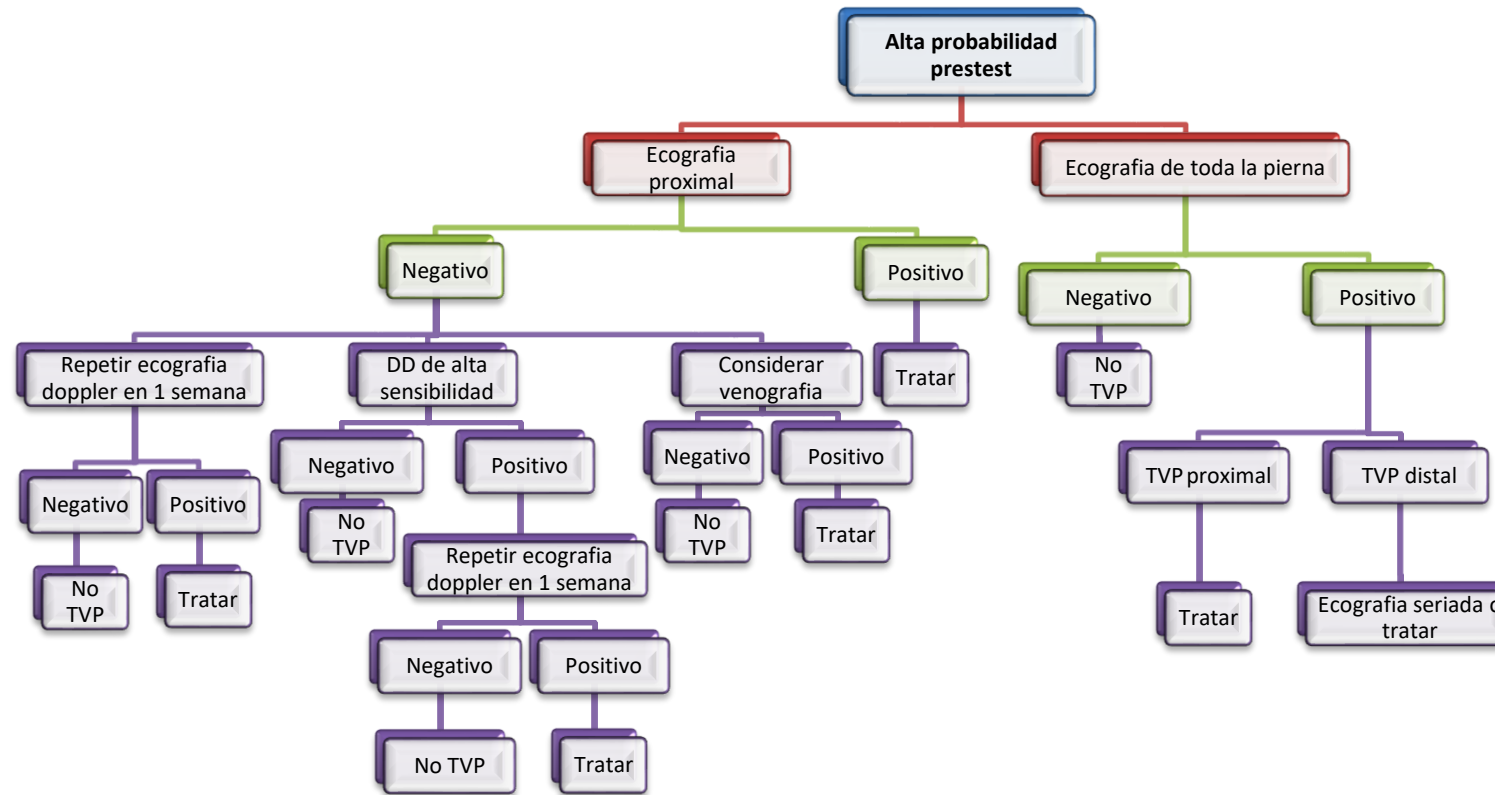 Alta probabilidad
prestest
Ecografia
proximal
Ecografia de toda la pierna
Negativo
Positivo
Negativo
Positivo
Repetir ecografia
doppler en 1 semana
DD de alta
sensibilidad
Considerar
venografia
Tratar
No
TVP
Negativo
Positivo
Negativo
Positivo
Negativo
Positivo
TVP proximal
TVP distal
No
TVP
Tratar
No
TVP
Repetir ecografia
doppler en 1 semana
No
TVP
Tratar
Tratar
Ecografia seriada o
tratar
Negativo
Positivo
No TVP
Tratar